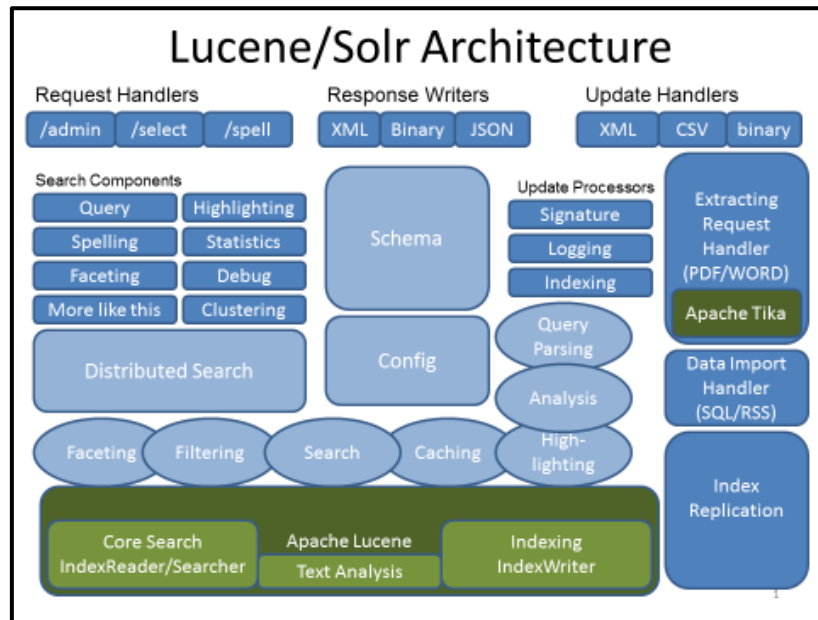 Lucene/Solr Architecture
Request Handlers
/admin
/select
/spell
Response Writers
XML
Binary
JSON
Update Handlers
XML
CSV
binary
Search Components
Query
Highlighting
Spelling
Statistics
Faceting
Debug
More like this
Clustering
Distributed Search
Schema
Config
Update Processors
Signature
Logging
Indexing
Query
Parsing
Analysis
High-
lighting
Faceting
Filtering
Search
Caching
Extracting
Request
Handler
(PDF/WORD)
Apache Tika
Data Import
Handler
(SQL/RSS)
Index
Replication
Core Search
IndexReader/Searcher
Apache Lucene
Text Analysis
Indexing
IndexWriter
1